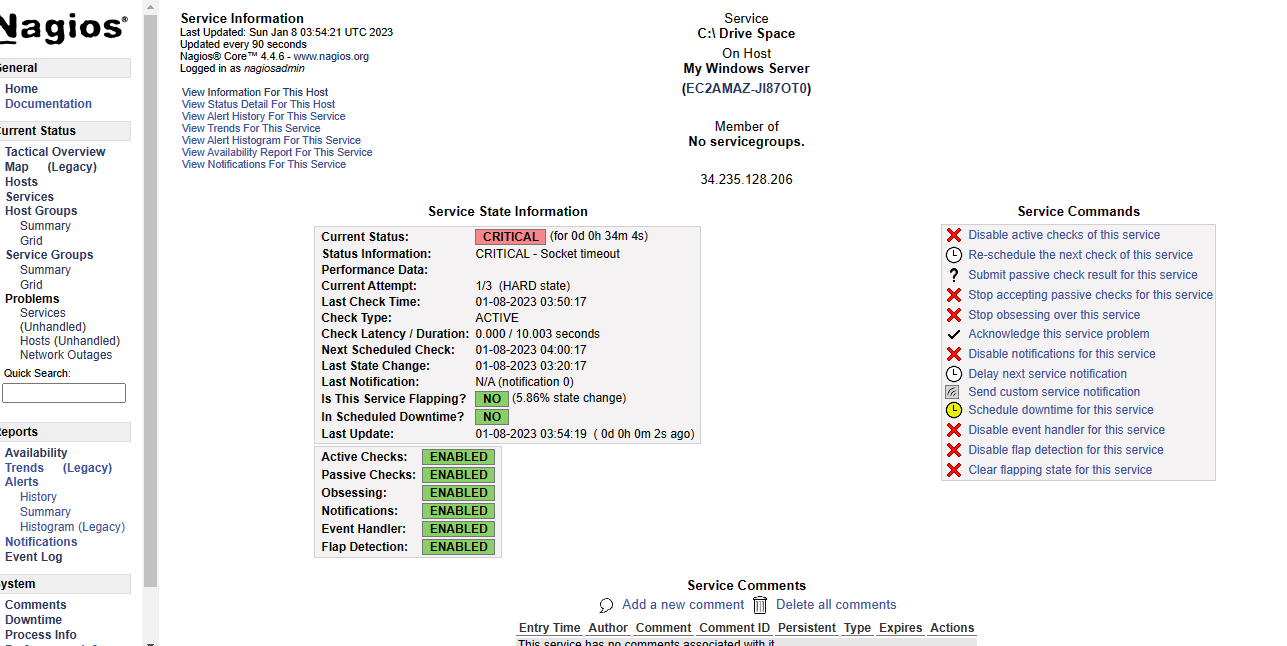 Nagios®
General
Home
Documentation
Current Status
Tactical Overview
Map (Legacy)
Hosts
Services
Host Groups
Summary
Grid
Service Groups
Summary
Grid
Problems
Services
(Unhandled)
Hosts (Unhandled)
Network Outages
Quick Search:
Reports
Availability
Trends (Legacy)
Alerts
History
Summary
Histogram (Legacy)
Notifications
Event Log
System
Comments
Downtime
Process Info
Service Information
Last Updated: Sun Jan 8 03:54:21 UTC 2023
Updated every 90 seconds
Nagios® Core™ 4.4.6 - www.nagios.org
Logged in as nagiosadmin
View Information For This Host
View Status Detail For This Host
View Alert History For This Service
View Trends For This Service
View Alert Histogram For This Service
View Availability Report For This Service
View Notifications For This Service
Service
C:\ Drive Space
On Host
My Windows Server
(EC2AMAZ-JI87OT0)
Member of
No servicegroups.
34.235.128.206
Service State Information
Current Status: CRITICAL (for 0d 0h 34m 4s)
Status Information: CRITICAL - Socket timeout
Performance Data:
Current Attempt: 1/3 (HARD state)
Last Check Time: 01-08-2023 03:50:17
Check Type: ACTIVE
Check Latency / Duration: 0.000 / 10.003 seconds
Next Scheduled Check: 01-08-2023 04:00:17
Last State Change: 01-08-2023 03:20:17
Last Notification: N/A (notification 0)
Is This Service Flapping? NO (5.86% state change)
In Scheduled Downtime? NO
Last Update: 01-08-2023 03:54:19 ( 0d 0h 0m 2s ago)
Active Checks: ENABLED
Passive Checks: ENABLED
Obsessing: ENABLED
Notifications: ENABLED
Event Handler: ENABLED
Flap Detection: ENABLED
Service Commands
Disable active checks of this service
Re-schedule the next check of this service
Submit passive check result for this service
Stop accepting passive checks for this service
Stop obsessing over this service
Acknowledge this service problem
Disable notifications for this service
Delay next service notification
Send custom service notification
Schedule downtime for this service
Disable event handler for this service
Disable flap detection for this service
Clear flapping state for this service
Service Comments
Add a new comment Delete all comments
Entry Time Author Comment Comment ID Persistent Type Expires Actions
This service has no comments associated with it